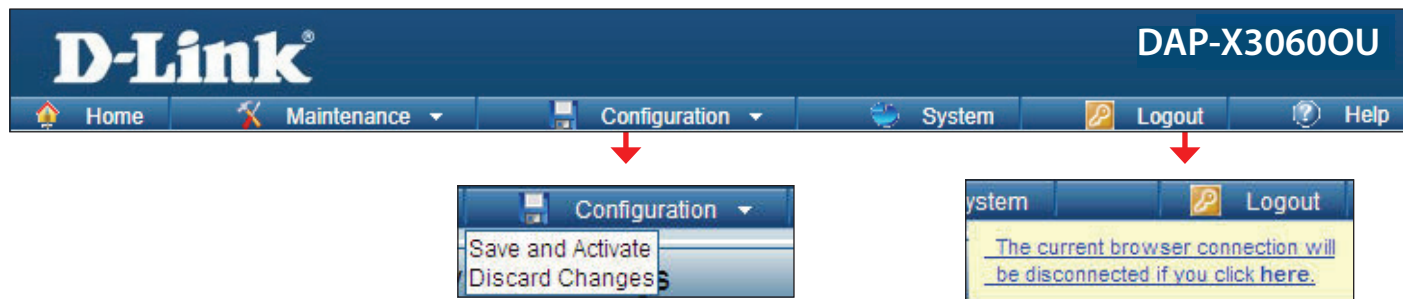 D-Link®
DAP-X3060OU
Home Maintenance Configuration System Logout Help
Configuration
Save and Activate
Discard Changes
ystem Logout
The current browser connection will
be disconnected if you click here.